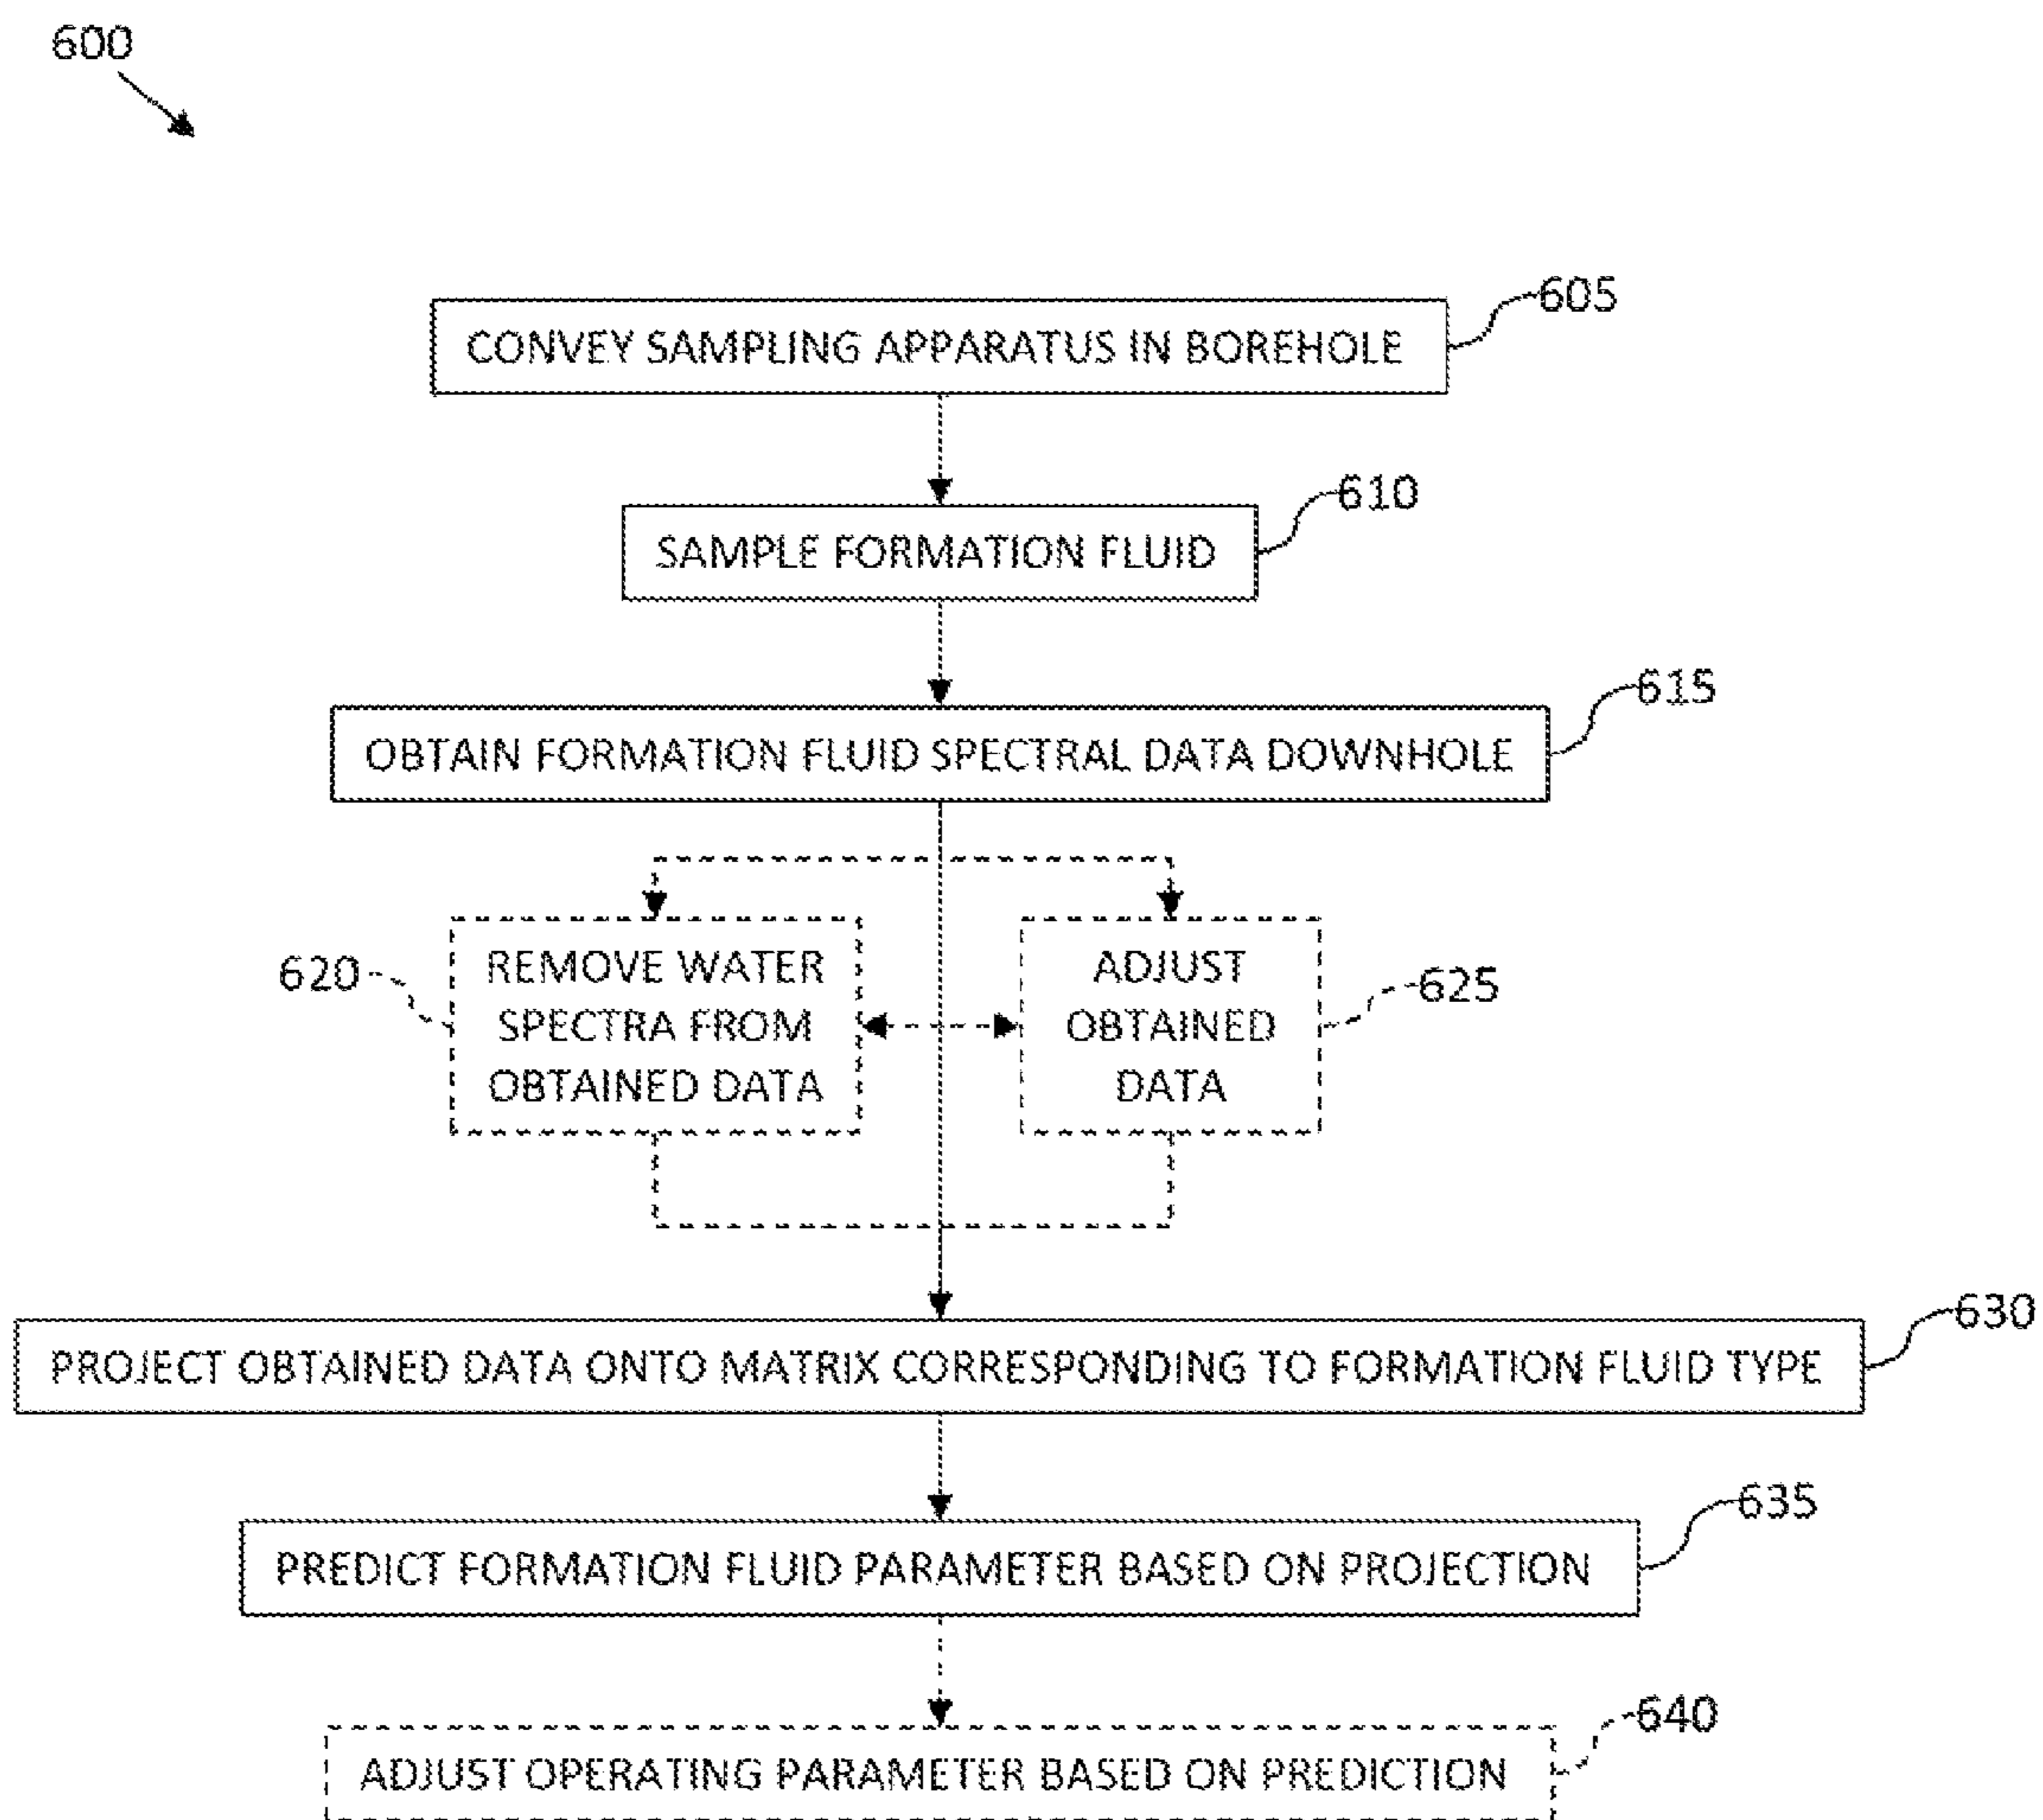 600
CONVEY SAMPLING APPARATUS IN BOREHOLE
605
SAMPLE FORMATION FLUID
610
OBTAIN FORMATION FLUID SPECTRAL DATA DOWNHOLE
615
620
REMOVE WATER
SPECTRA FROM
OBTAINED DATA
ADJUST
OBTAINED
DATA
625
PROJECT OBTAINED DATA ONTO MATRIX CORRESPONDING TO FORMATION FLUID TYPE
630
PREDICT FORMATION FLUID PARAMETER BASED ON PROJECTION
635
ADJUST OPERATING PARAMETER BASED ON PREDICTION
640